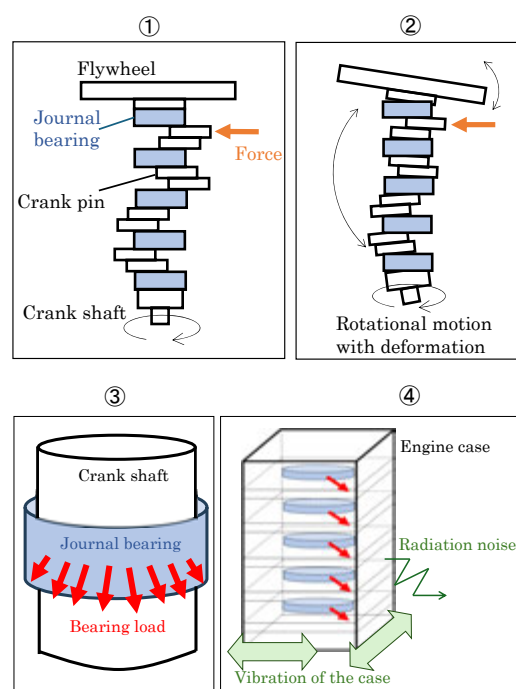 ①
Flywheel
Journal
bearing
Force
Crank pin
Crank shaft
②
Rotational motion
with deformation
③
Crank shaft
Journal bearing
Bearing load
④
Engine case
Radiation noise
Vibration of the case